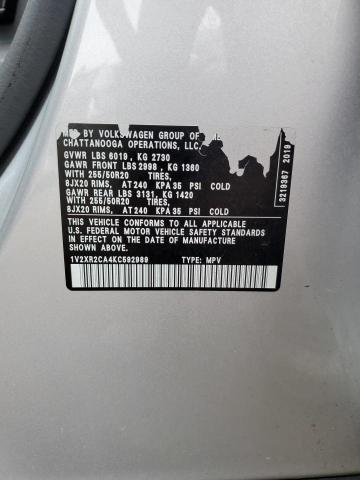 MFD BY VOLKSWAGEN GROUP OF
CHATTANOOGA OPERATIONS, LLC
GVWR LBS 6019 , KG 2730
GAWR FRONT LBS 2998 , KG 1360
WITH 255/50R20 TIRES,
8JX20 RIMS, AT 240 KPA 35 PSI COLD
GAWR REAR LBS 3131, KG 1420
WITH 255/50R20 TIRES,
8JX20 RIMS, AT 240 KPA 35 PSI COLD
THIS VEHICLE CONFORMS TO ALL APPLICABLE
U.S. FEDERAL MOTOR VEHICLE SAFETY STANDARDS
IN EFFECT ON THE DATE OF MANUFACTURE
SHOWN ABOVE.
1V2XR2CA4KC592989 TYPE: MPV
3219367 2019